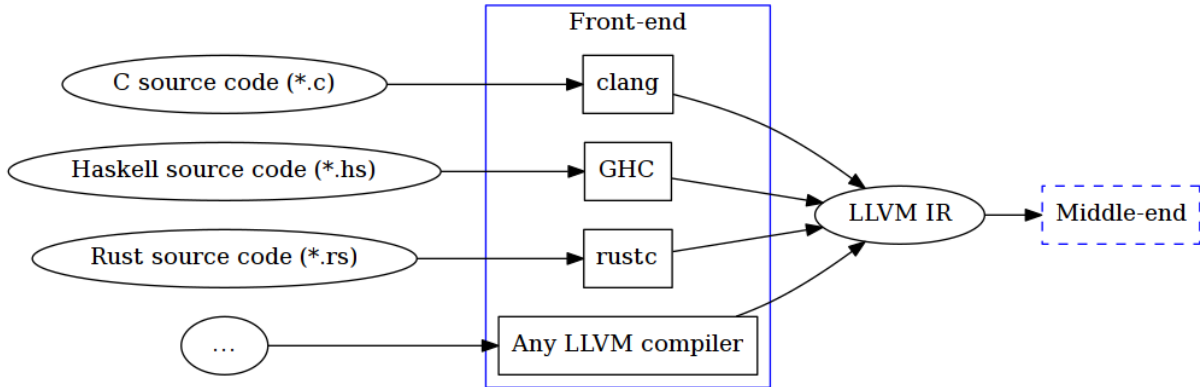 Front-end
C source code (*.c)
clang
Haskell source code (*.hs)
GHC
LLVM IR
Middle-end
Rust source code (*.rs)
rustc
...
Any LLVM compiler